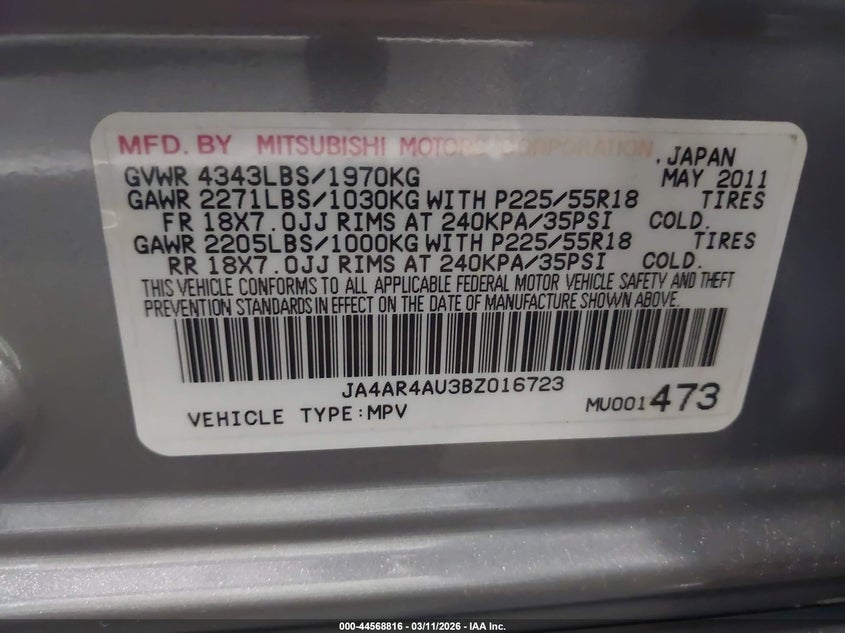 MFD. BY MITSUBISHI MOTORS CORPORATION, JAPAN
GVWR 4343LBS/1970KG MAY 2011
GAWR 2271LBS/1030KG WITH P225/55R18 TIRES
FR 18X7.0JJ RIMS AT 240KPA/35PSI COLD.
GAWR 2205LBS/1000KG WITH P225/55R18 TIRES
RR 18X7.0JJ RIMS AT 240KPA/35PSI COLD.
THIS VEHICLE CONFORMS TO ALL APPLICABLE FEDERAL MOTOR VEHICLE SAFETY AND THEFT
PREVENTION STANDARDS IN EFFECT ON THE DATE OF MANUFACTURE SHOWN ABOVE.
JA4AR4AU3BZ016723
VEHICLE TYPE:MPV MU001473
000-44568816 - 03/11/2026 - IAA Inc.